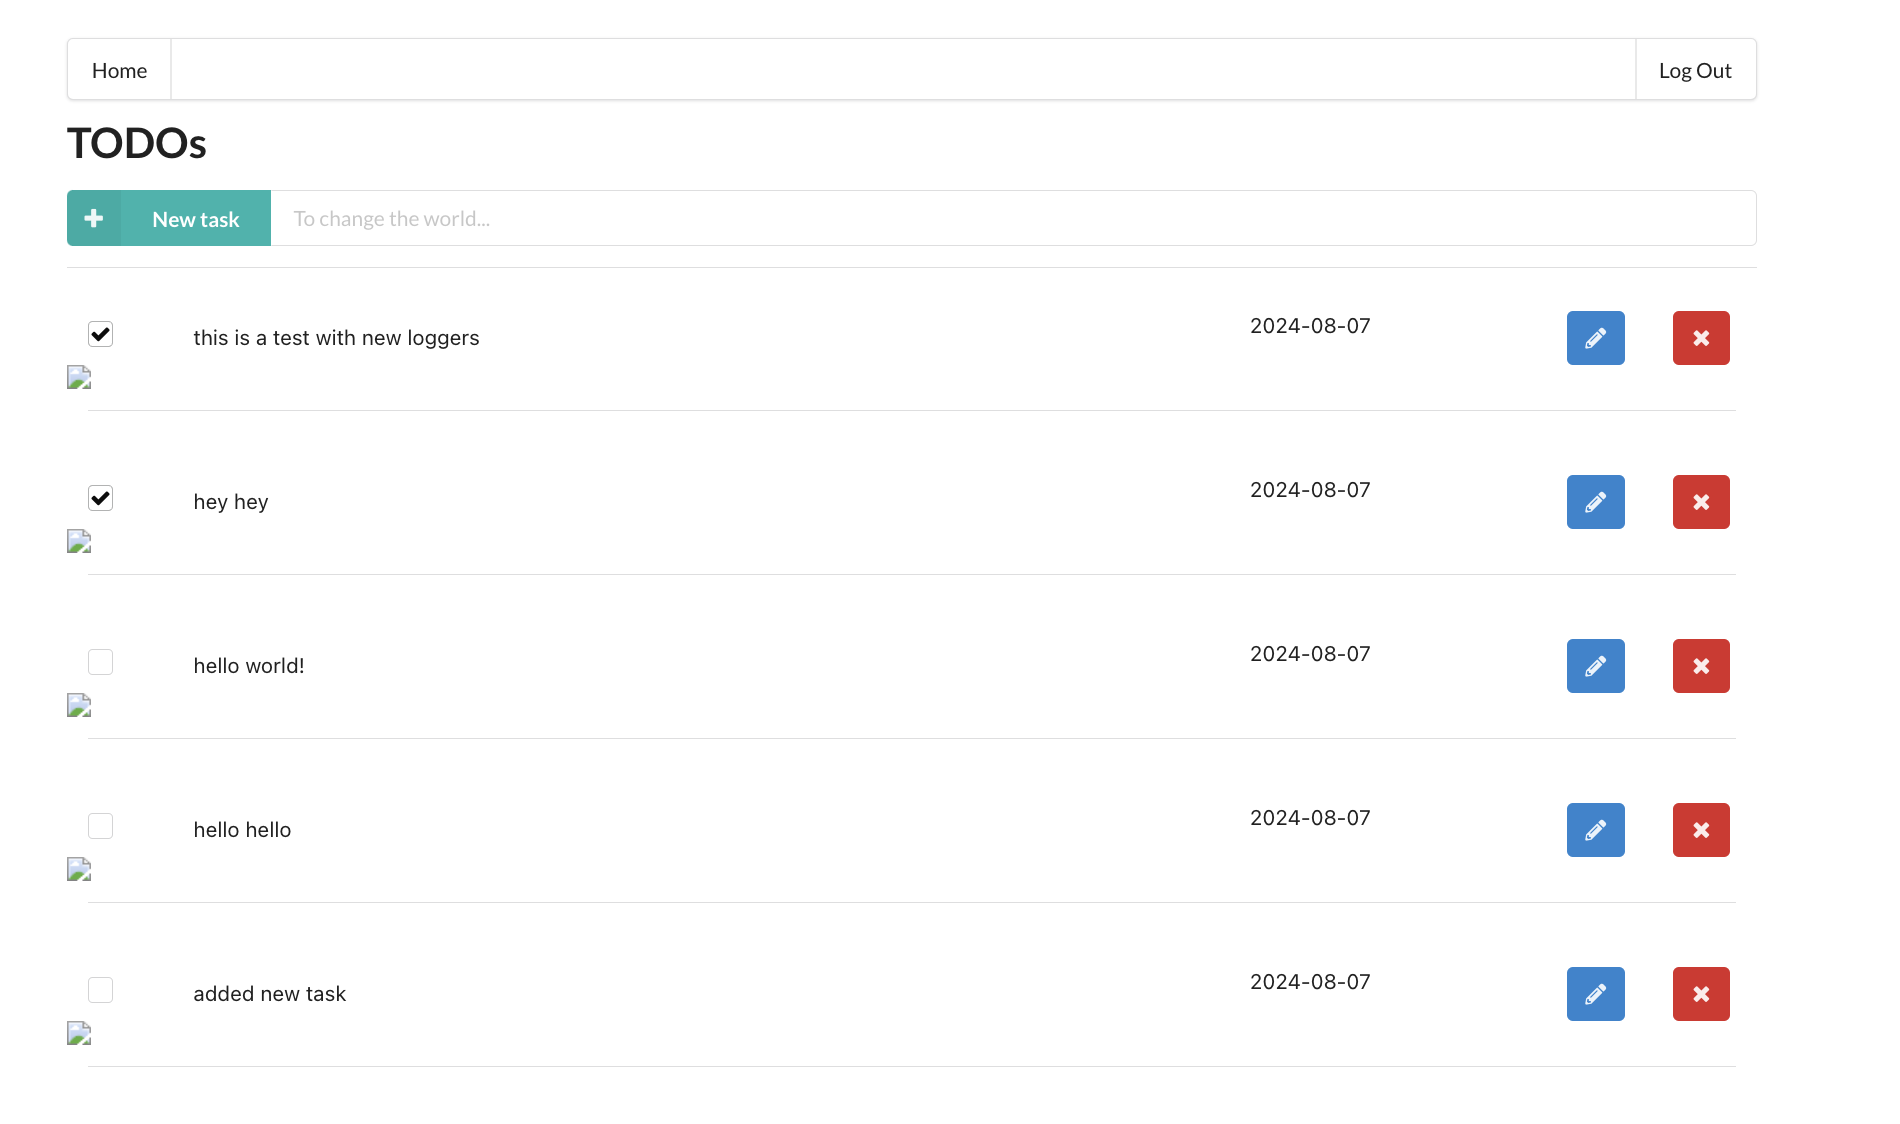 Home
Log Out
TODOs
New task
To change the world...
this is a test with new loggers
2024-08-07
hey hey
2024-08-07
hello world!
2024-08-07
hello hello
2024-08-07
added new task
2024-08-07